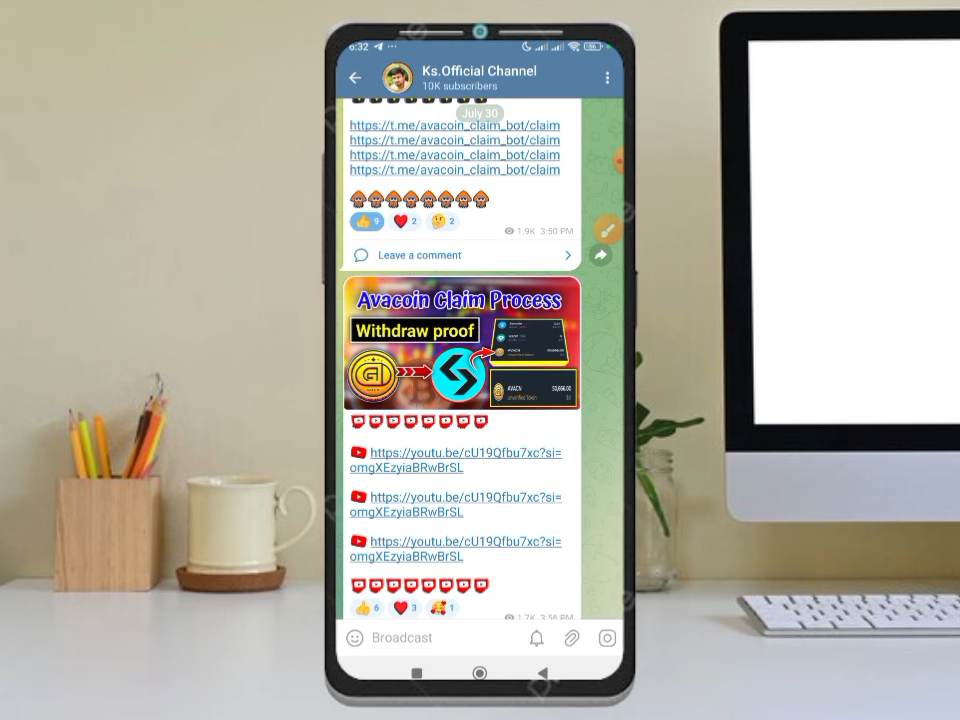 6:32
Ks.Official Channel
10K subscribers
July 30
https://t.me/avacoin_claim_bot/claim
https://t.me/avacoin_claim_bot/claim
https://t.me/avacoin_claim_bot/claim
https://t.me/avacoin_claim_bot/claim
9 2 2
1.9K 3:50 PM
Leave a comment
Avacoin Claim Process
Withdraw proof
AVACN
Unverified Token
https://youtu.be/cU19Qfbu7xc?si=
omgXEzyiaBRwBrSL
https://youtu.be/cU19Qfbu7xc?si=
omgXEzyiaBRwBrSL
https://youtu.be/cU19Qfbu7xc?si=
omgXEzyiaBRwBrSL
6 3 1
1.7K 3:56 PM
Broadcast